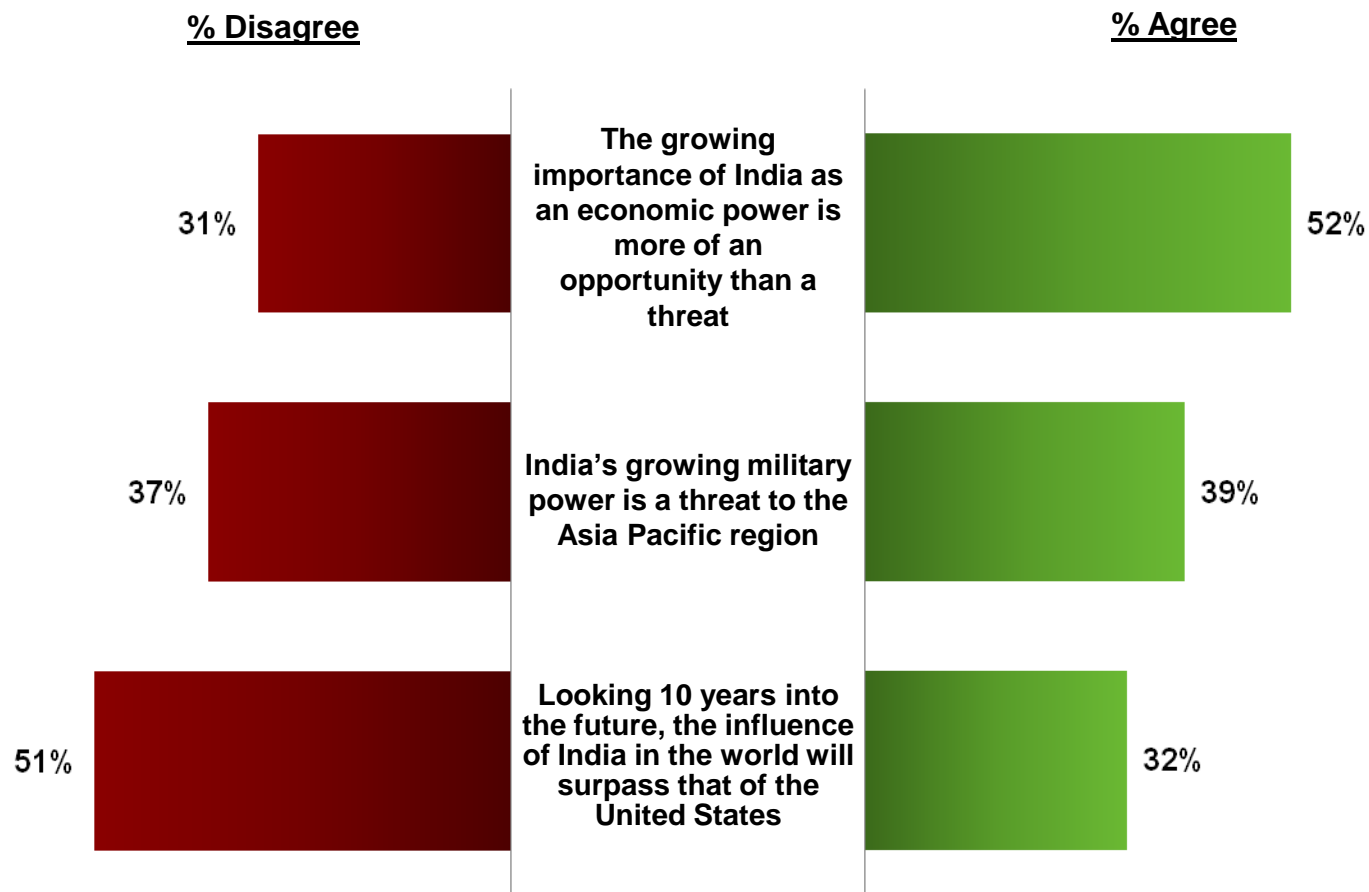 % Disagree
% Agree
The growing
importance of India as
an economic power is
more of an
opportunity than a
threat
31%
52%
India’s growing military
power is a threat to the
Asia Pacific region
37%
39%
Looking 10 years into
the future, the influence
of India in the world will
surpass that of the
United States
51%
32%